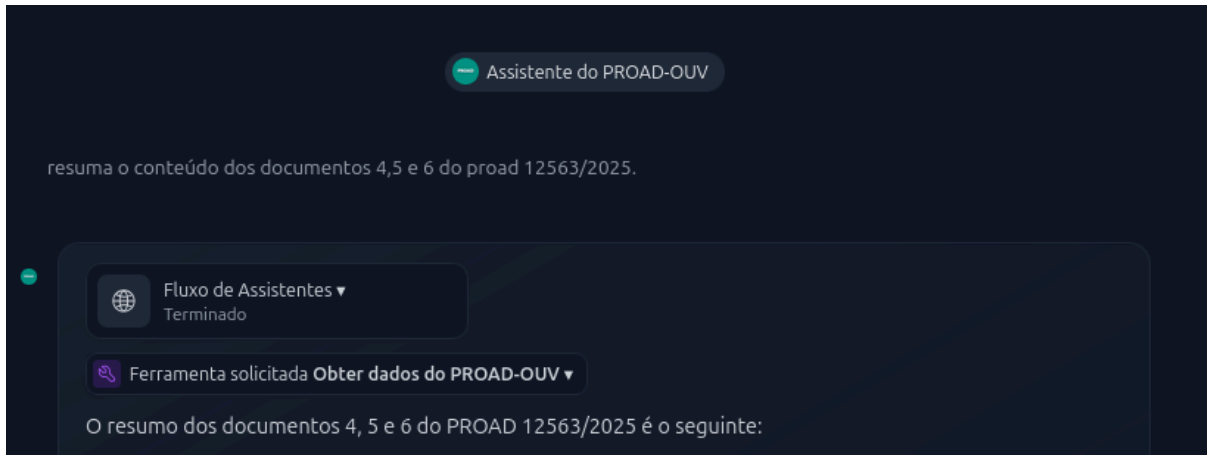 Assistente do PROAD-OUV
resuma o conteúdo dos documentos 4,5 e 6 do proad 12563/2025.
Fluxo de Assistentes ▾
Terminado
Ferramenta solicitada Obter dados do PROAD-OUV ▾
O resumo dos documentos 4, 5 e 6 do PROAD 12563/2025 é o seguinte: